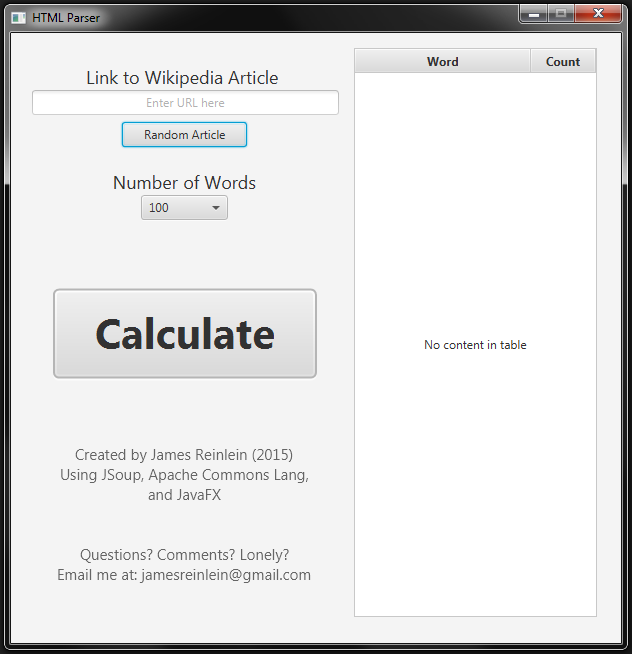 HTML Parser
Link to Wikipedia Article
Enter URL here
Random Article
Number of Words
100
Calculate
Created by James Reinlein (2015)
Using JSoup, Apache Commons Lang,
and JavaFX
Questions? Comments? Lonely?
Email me at: jamesreinlein@gmail.com
Word Count
No content in table